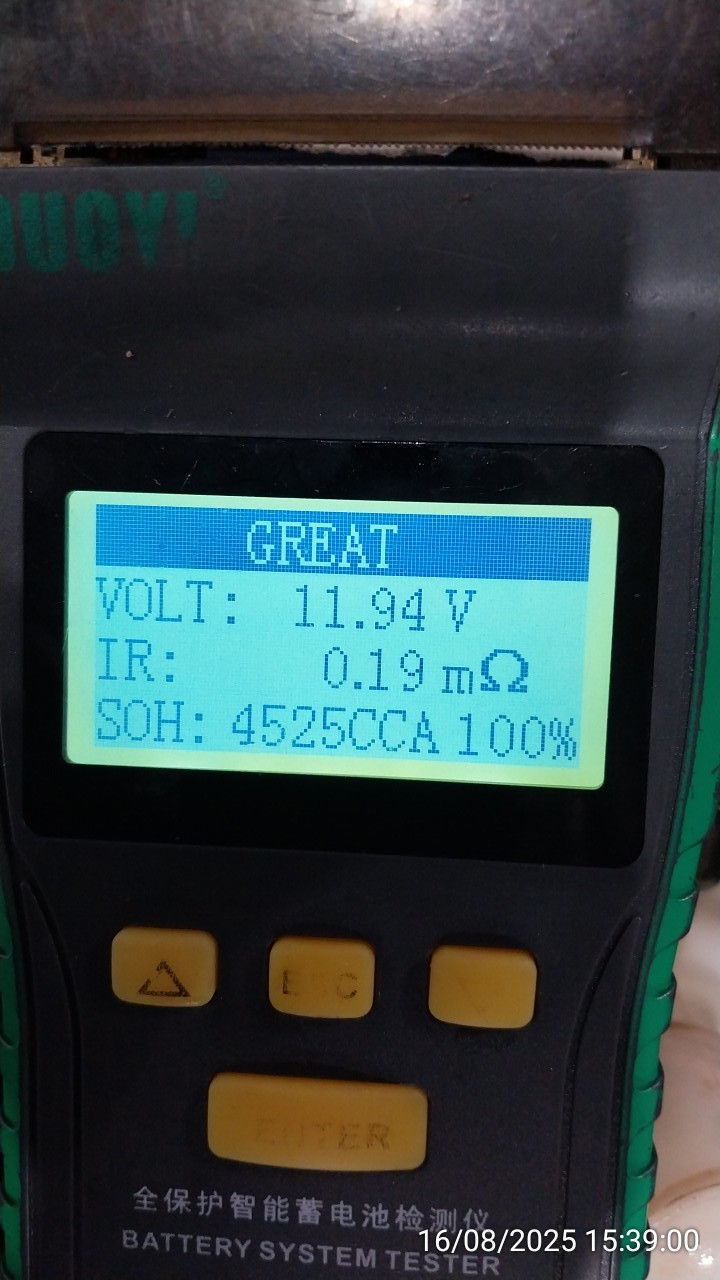 DUOYI®
GREAT
VOLT: 11.94 V
IR: 0.19 mΩ
SOH: 4525CCA 100%
ESC
ENTER
全保护智能蓄电池检测仪
BATTERY SYSTEM TESTER
16/08/2025 15:39:00